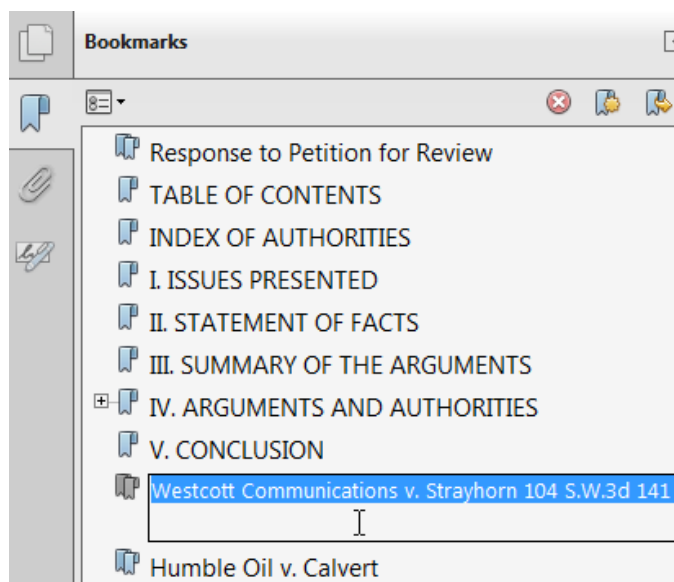 Bookmarks
Response to Petition for Review
TABLE OF CONTENTS
INDEX OF AUTHORITIES
I. ISSUES PRESENTED
II. STATEMENT OF FACTS
III. SUMMARY OF THE ARGUMENTS
IV. ARGUMENTS AND AUTHORITIES
V. CONCLUSION
Westcott Communications v. Strayhorn 104 S.W.3d 141
Humble Oil v. Calvert